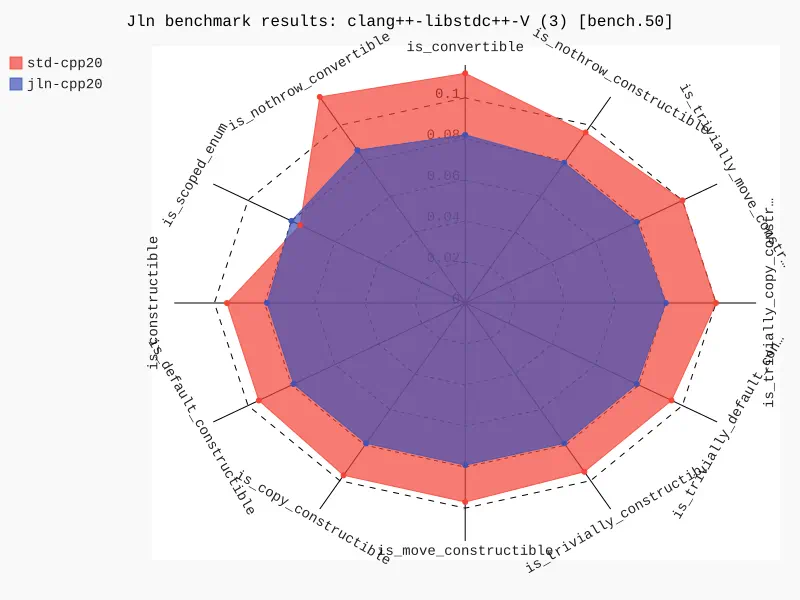 Jln benchmark results: clang++-libstdc++-V (3) [bench.50]
std-cpp20
jln-cpp20
is_convertible
is_nothrow_constructible
is_trivially_move_constr…
is_trivially_copy_constr…
is_trivially_default_con…
is_trivially_constructible
is_move_constructible
is_copy_constructible
is_default_constructible
is_constructible
is_scoped_enum
is_nothrow_convertible
0.1
0.08
0.06
0.04
0.02
0